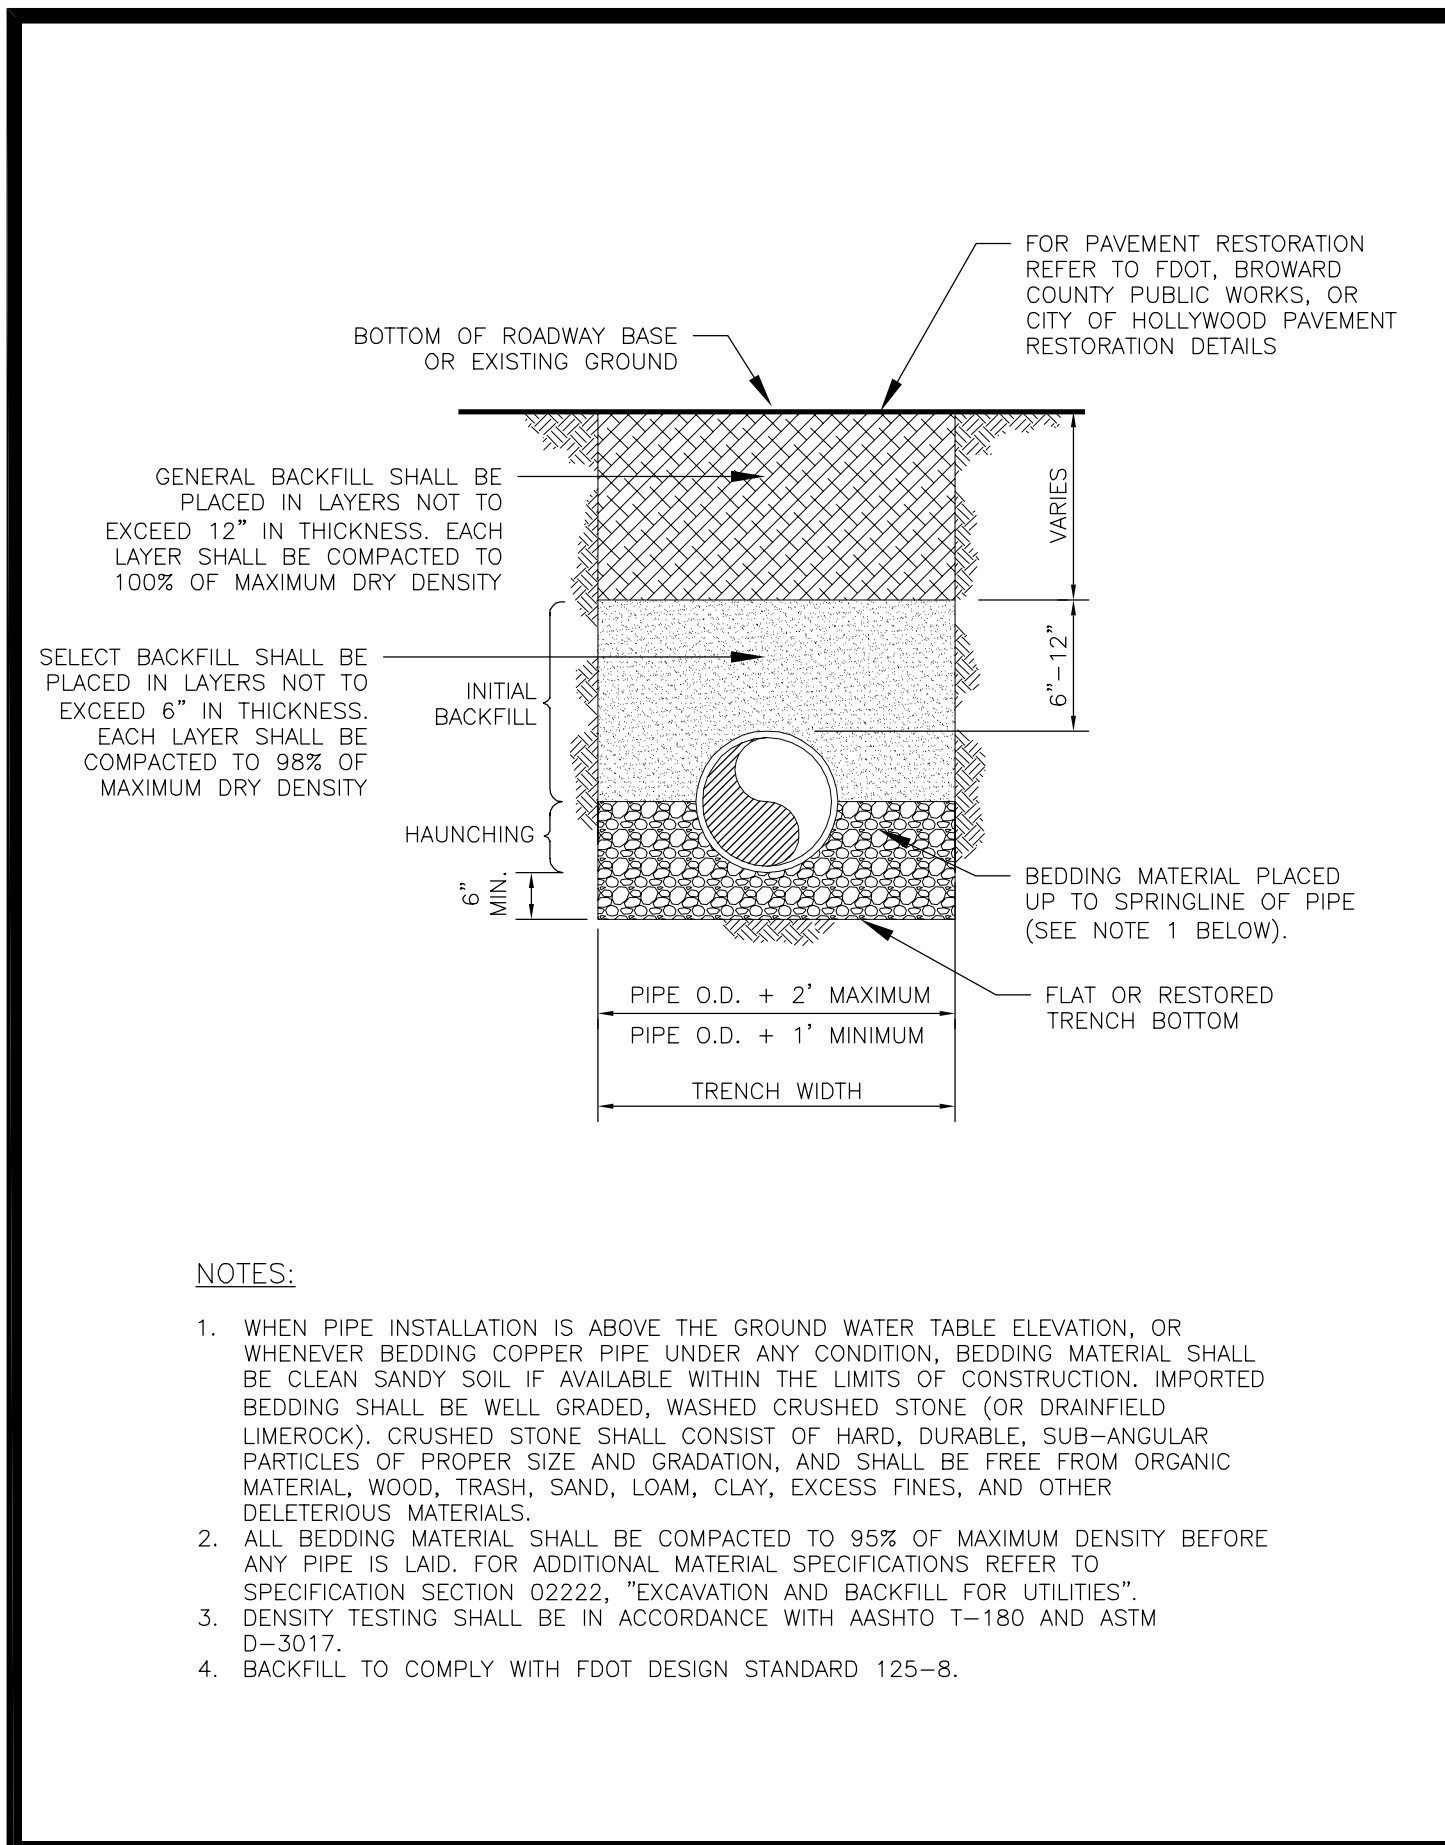 FOR PAVEMENT RESTORATION
REFER TO FDOT, BROWARD
COUNTY PUBLIC WORKS, OR
CITY OF HOLLYWOOD PAVEMENT
RESTORATION DETAILS
BOTTOM OF ROADWAY BASE
OR EXISTING GROUND
GENERAL BACKFILL SHALL BE
PLACED IN LAYERS NOT TO
EXCEED 12" IN THICKNESS. EACH
LAYER SHALL BE COMPACTED TO
100% OF MAXIMUM DRY DENSITY
VARIES
6"-12"
SELECT BACKFILL SHALL BE
PLACED IN LAYERS NOT TO
EXCEED 6" IN THICKNESS.
EACH LAYER SHALL BE
COMPACTED TO 98% OF
MAXIMUM DRY DENSITY
INITIAL
BACKFILL
HAUNCHING
6"
MIN.
BEDDING MATERIAL PLACED
UP TO SPRINGLINE OF PIPE
(SEE NOTE 1 BELOW).
FLAT OR RESTORED
TRENCH BOTTOM
PIPE O.D. + 2' MAXIMUM
PIPE O.D. + 1' MINIMUM
TRENCH WIDTH
NOTES:
1. WHEN PIPE INSTALLATION IS ABOVE THE GROUND WATER TABLE ELEVATION, OR
WHENEVER BEDDING COPPER PIPE UNDER ANY CONDITION, BEDDING MATERIAL SHALL
BE CLEAN SANDY SOIL IF AVAILABLE WITHIN THE LIMITS OF CONSTRUCTION. IMPORTED
BEDDING SHALL BE WELL GRADED, WASHED CRUSHED STONE (OR DRAINFIELD
LIMEROCK). CRUSHED STONE SHALL CONSIST OF HARD, DURABLE, SUB-ANGULAR
PARTICLES OF PROPER SIZE AND GRADATION, AND SHALL BE FREE FROM ORGANIC
MATERIAL, WOOD, TRASH, SAND, LOAM, CLAY, EXCESS FINES, AND OTHER
DELETERIOUS MATERIALS.
2. ALL BEDDING MATERIAL SHALL BE COMPACTED TO 95% OF MAXIMUM DENSITY BEFORE
ANY PIPE IS LAID. FOR ADDITIONAL MATERIAL SPECIFICATIONS REFER TO
SPECIFICATION SECTION 02222, "EXCAVATION AND BACKFILL FOR UTILITIES".
3. DENSITY TESTING SHALL BE IN ACCORDANCE WITH AASHTO T-180 AND ASTM
D-3017.
4. BACKFILL TO COMPLY WITH FDOT DESIGN STANDARD 125-8.